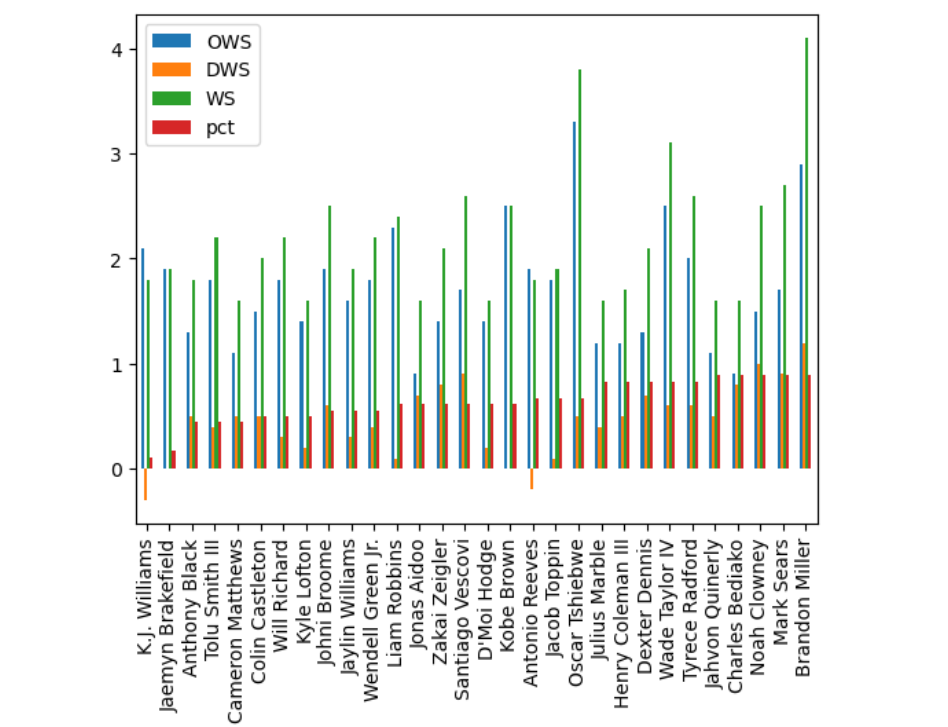 OWS
DWS
WS
pct
4
3
2
1
0
K.J. Williams
Jaemyn Brakefield
Anthony Black
Tolu Smith III
Cameron Matthews
Colin Castleton
Will Richard
Kyle Lofton
Johni Broome
Jaylin Williams
Wendell Green Jr.
Liam Robbins
Jonas Aidoo
Zakai Zeigler
Santiago Vescovi
D'Moi Hodge
Kobe Brown
Antonio Reeves
Jacob Toppin
Oscar Tshiebwe
Julius Marble
Henry Coleman III
Dexter Dennis
Wade Taylor IV
Tyrece Radford
Jahvon Quinerly
Charles Bediako
Noah Clowney
Mark Sears
Brandon Miller